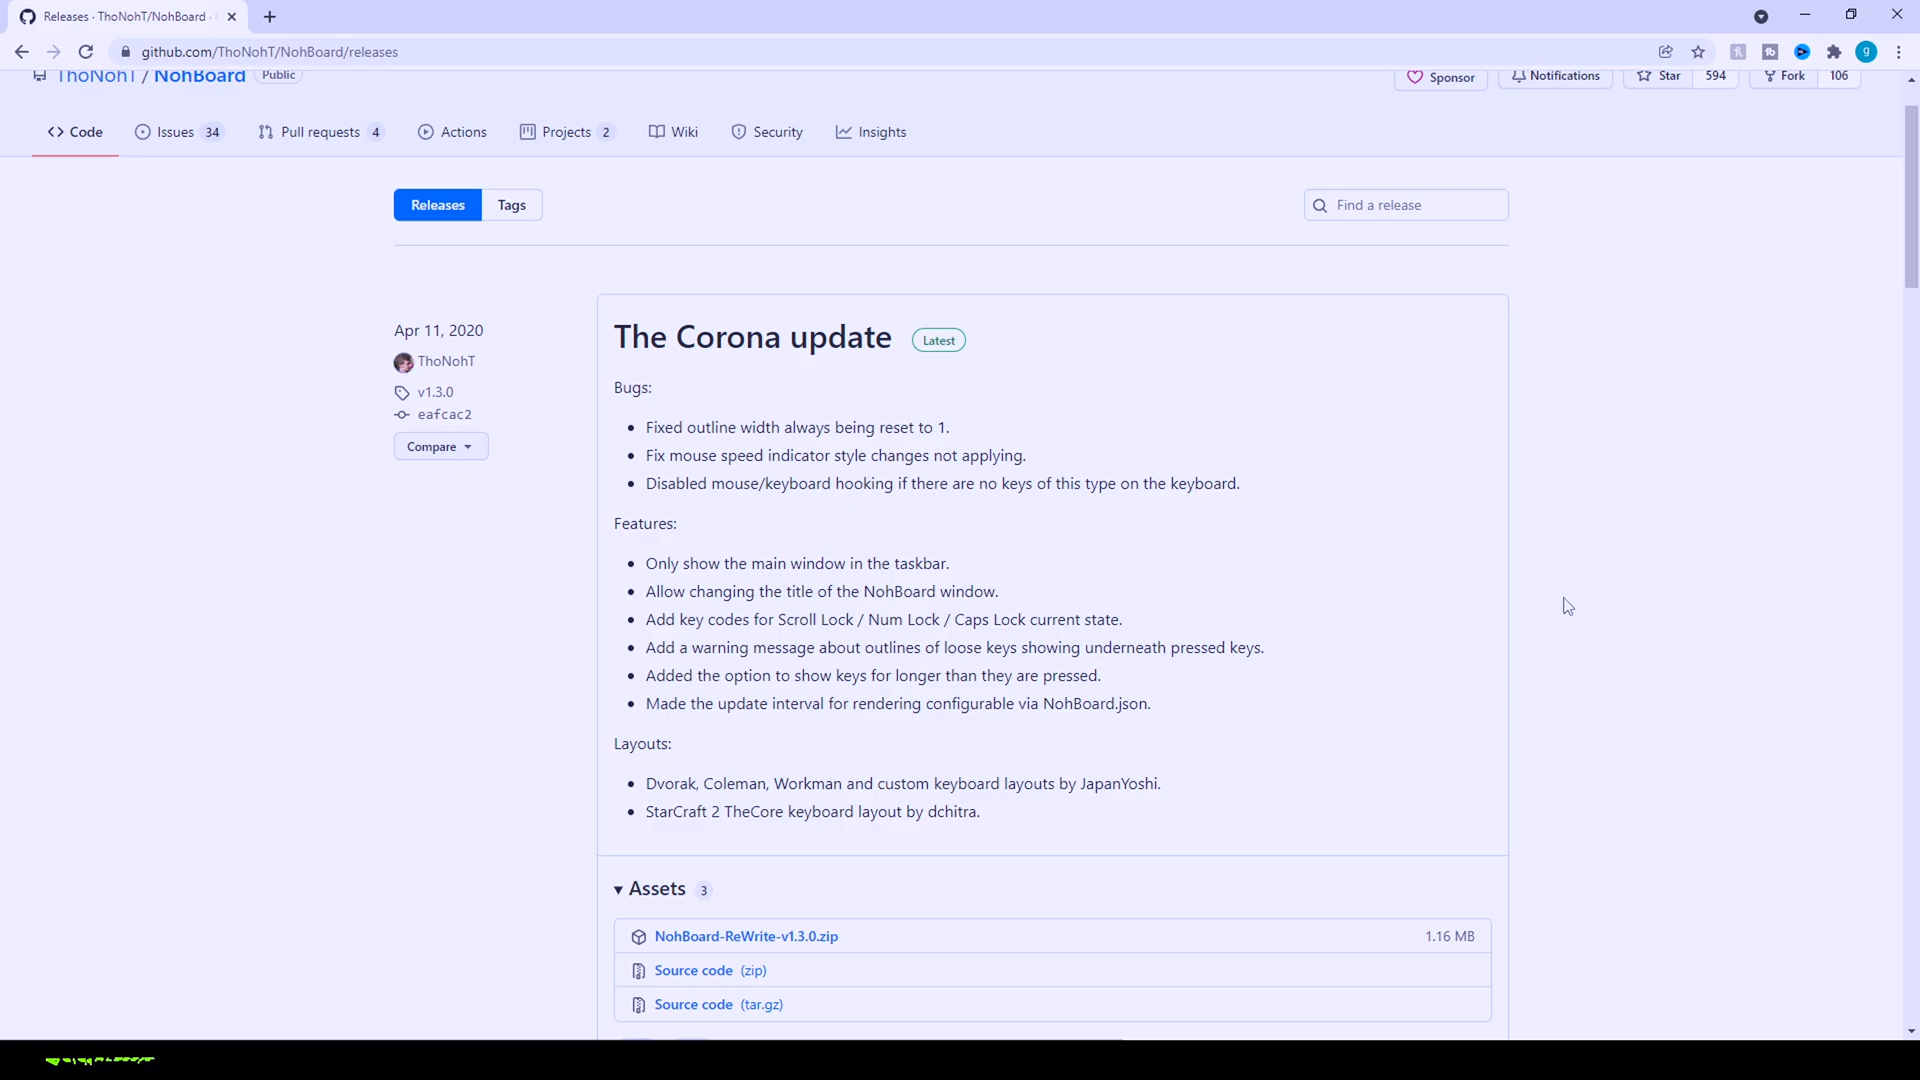 Releases · ThoNohT/NohBoard ·
github.com/ThoNohT/NohBoard/releases
g
ThoNohT / NohBoard Public
Sponsor
Notifications
Star 594
Fork 106
Code
Issues 34
Pull requests 4
Actions
Projects 2
Wiki
Security
Insights
Releases
Tags
Find a release
Apr 11, 2020
ThoNohT
v1.3.0
eafcac2
Compare
The Corona update Latest
Bugs:
Fixed outline width always being reset to 1.
Fix mouse speed indicator style changes not applying.
Disabled mouse/keyboard hooking if there are no keys of this type on the keyboard.
Features:
Only show the main window in the taskbar.
Allow changing the title of the NohBoard window.
Add key codes for Scroll Lock / Num Lock / Caps Lock current state.
Add a warning message about outlines of loose keys showing underneath pressed keys.
Added the option to show keys for longer than they are pressed.
Made the update interval for rendering configurable via NohBoard.json.
Layouts:
Dvorak, Coleman, Workman and custom keyboard layouts by JapanYoshi.
StarCraft 2 TheCore keyboard layout by dchitra.
Assets 3
NohBoard-ReWrite-v1.3.0.zip 1.16 MB
Source code (zip)
Source code (tar.gz)